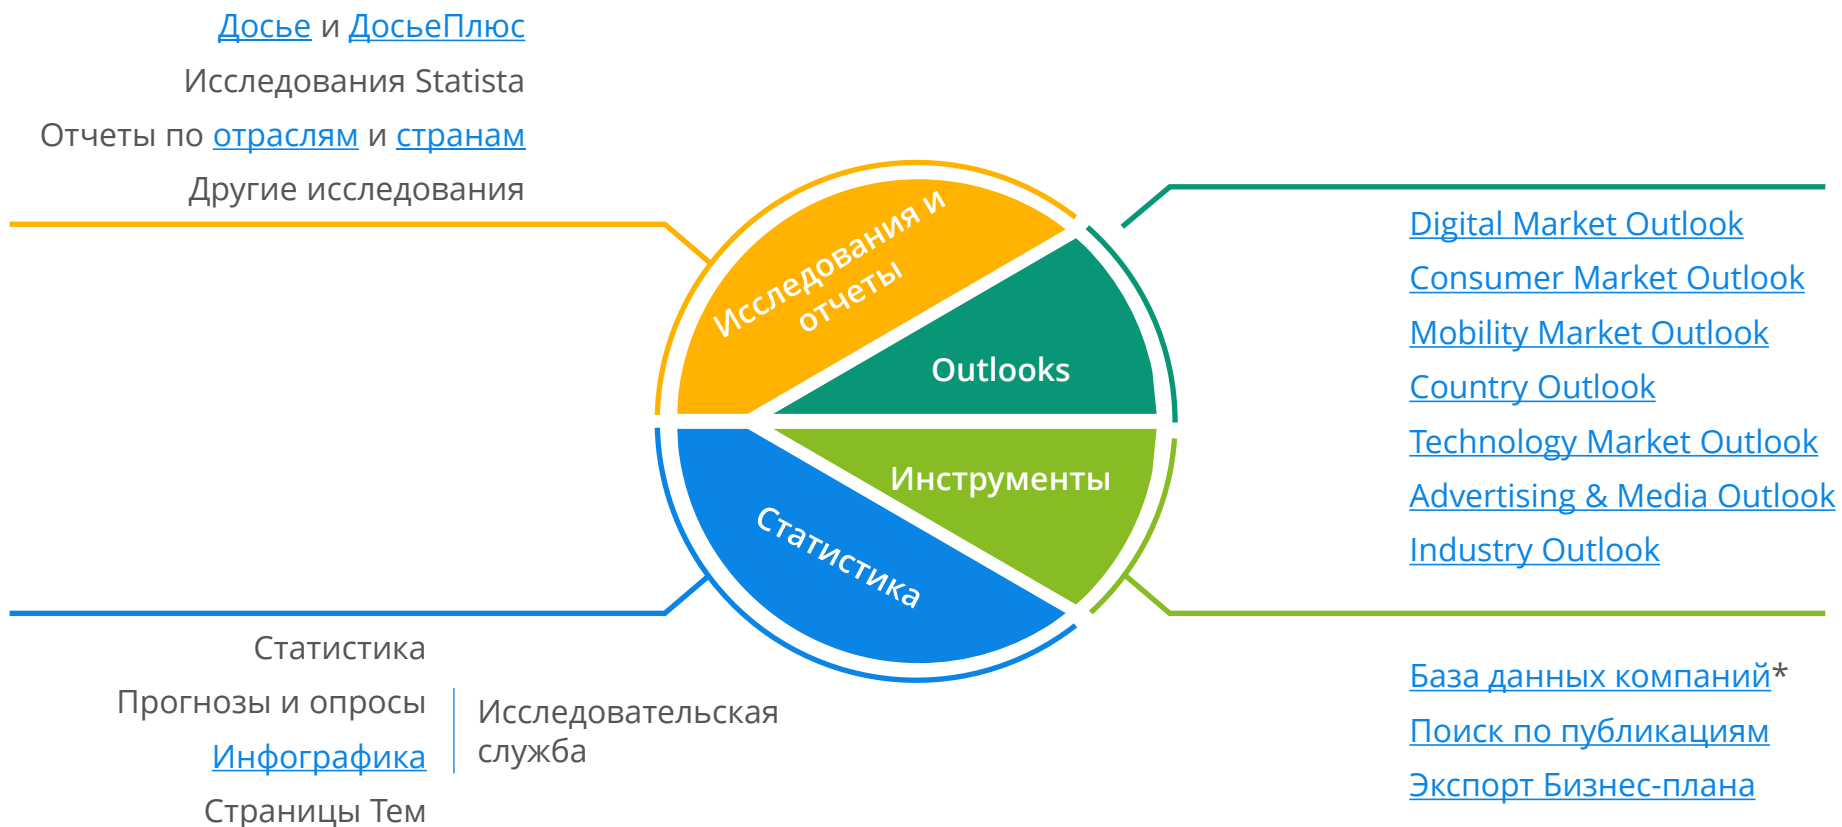 Досье и ДосьеПлюс
Исследования Statista
Отчеты по отраслям и странам
Другие исследования
Исследования и
отчеты
Outlooks
Инструменты
Статистика
Digital Market Outlook
Consumer Market Outlook
Mobility Market Outlook
Country Outlook
Technology Market Outlook
Advertising & Media Outlook
Industry Outlook
Статистика
Прогнозы и опросы
Инфографика
Страницы Тем
Исследовательская
служба
База данных компаний*
Поиск по публикациям
Экспорт Бизнес-плана